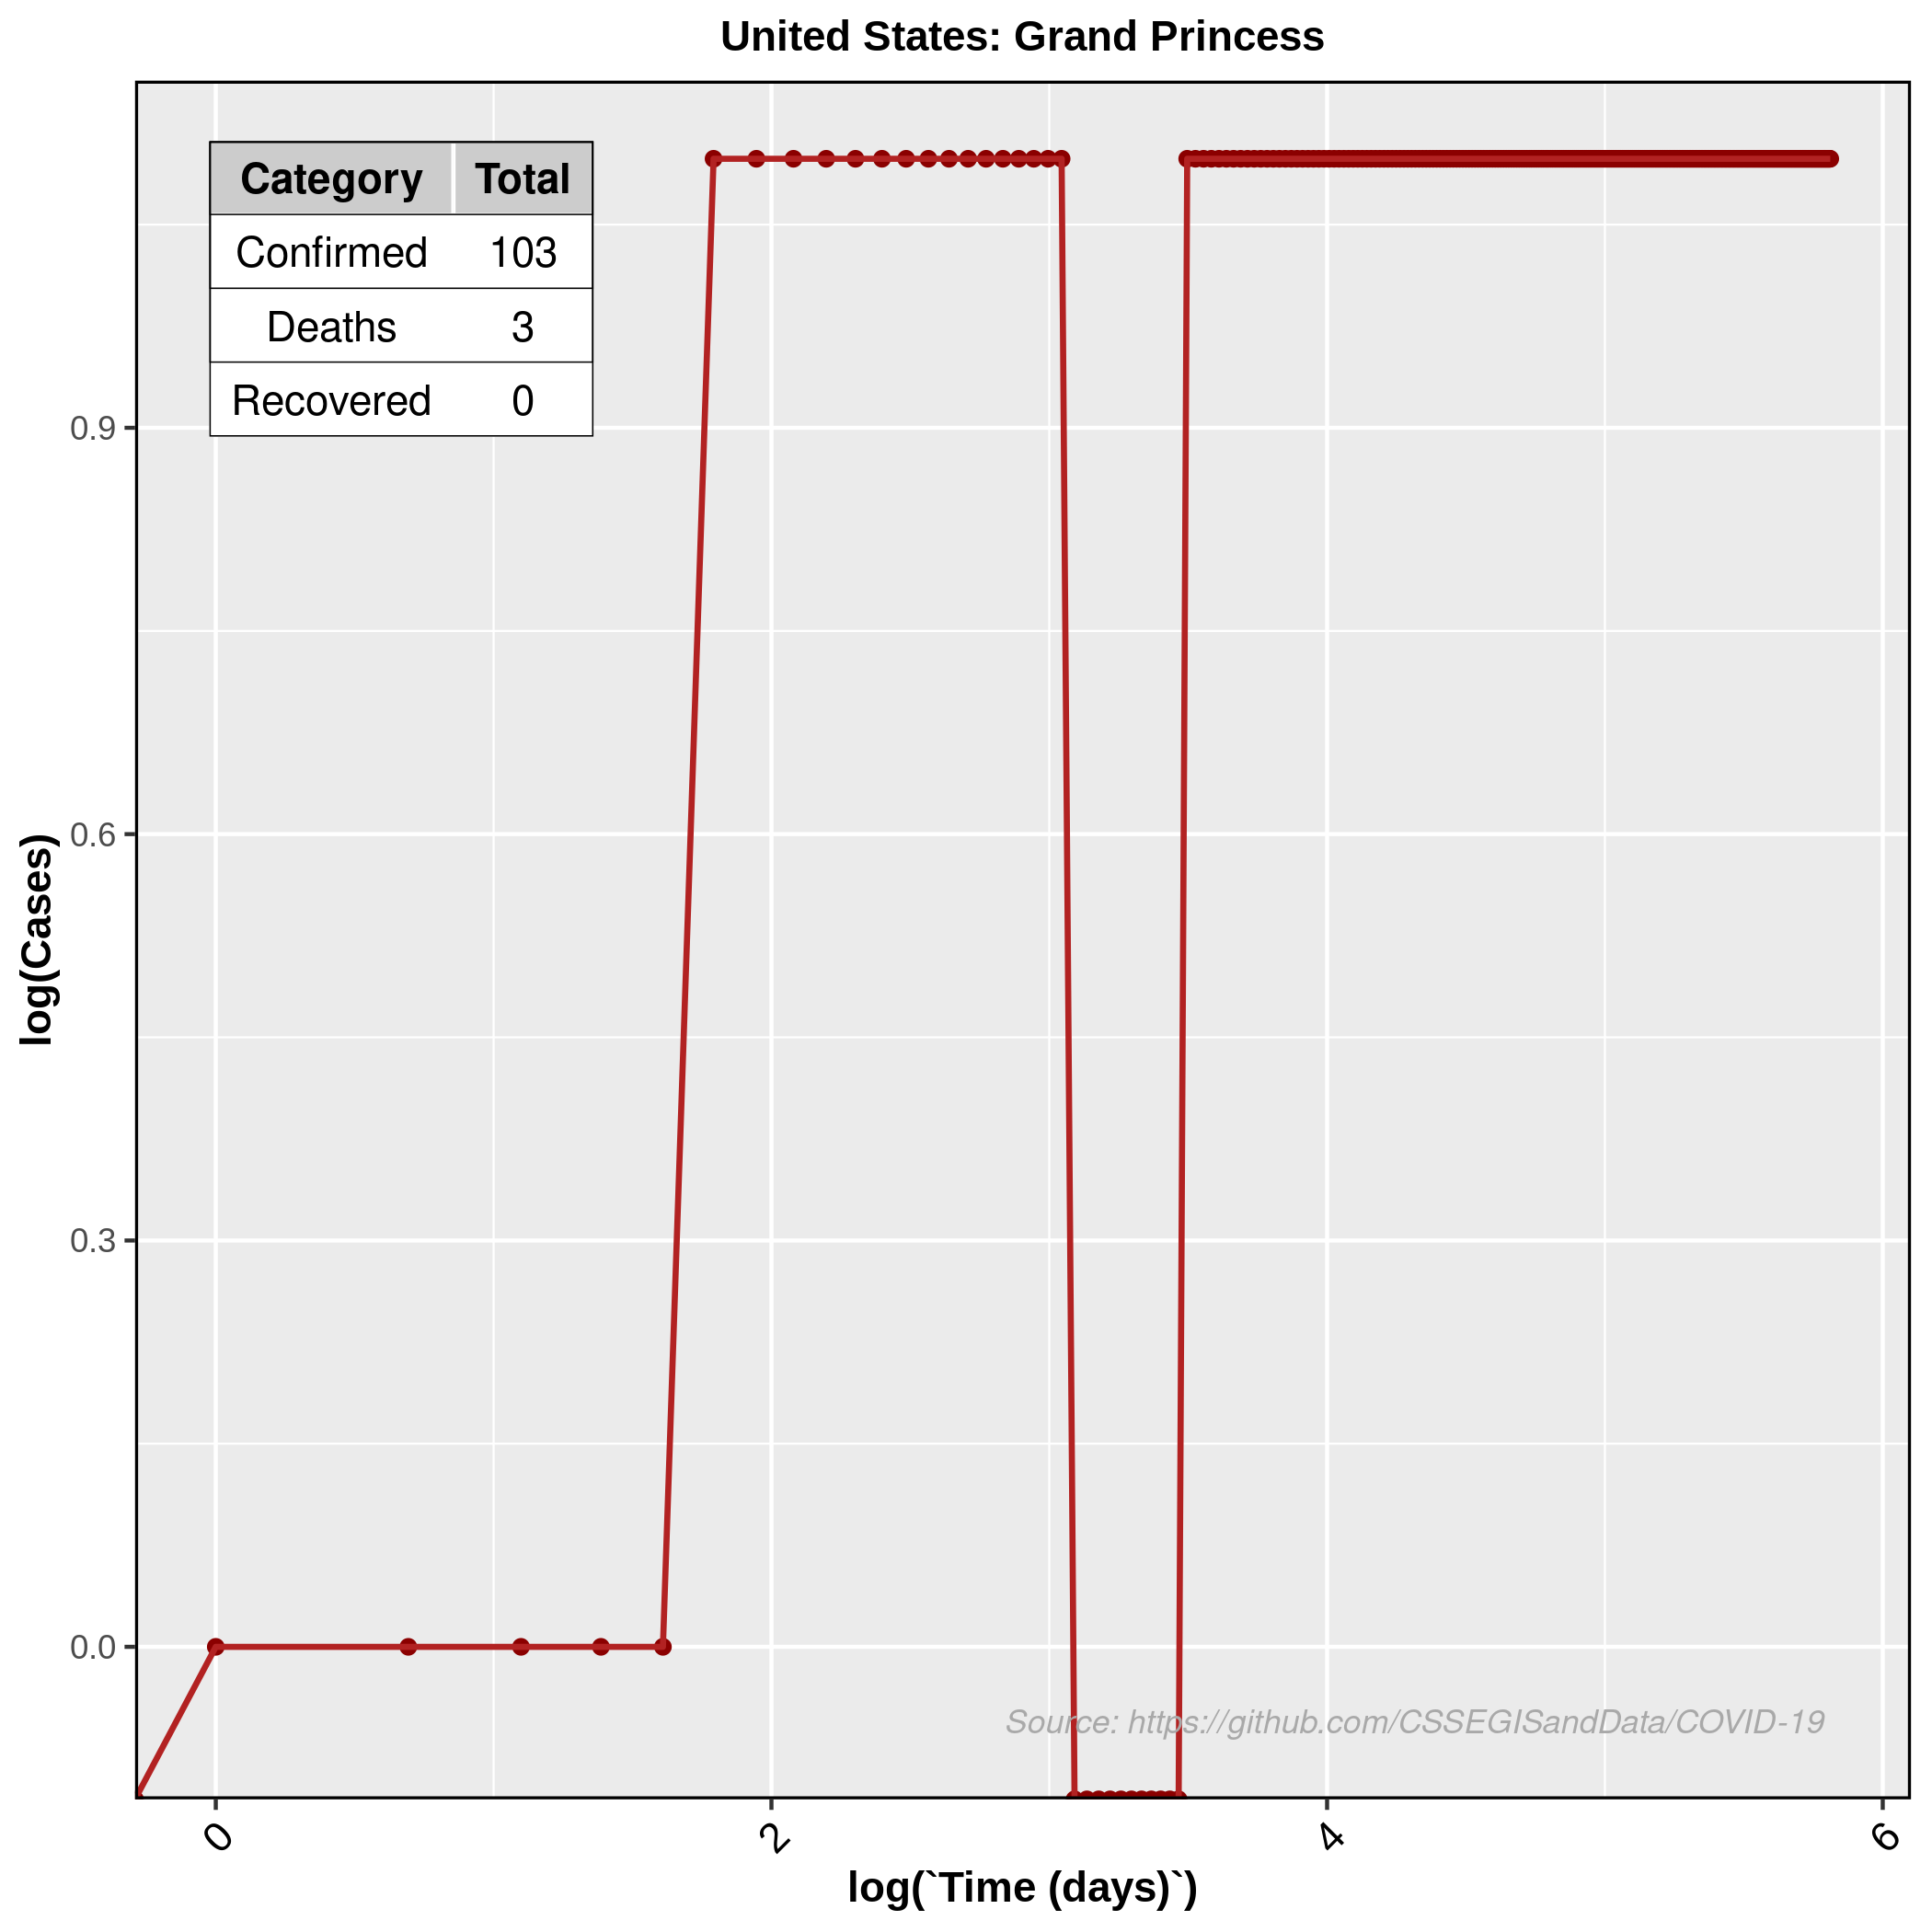 United States: Grand Princess
Category Total
Confirmed 103
Deaths 3
Recovered 0
0.9
0.6
0.3
0.0
log(Cases)
Source: https://github.com/CSSEGISandData/COVID-19
0 2 4 6
log(`Time (days)`)